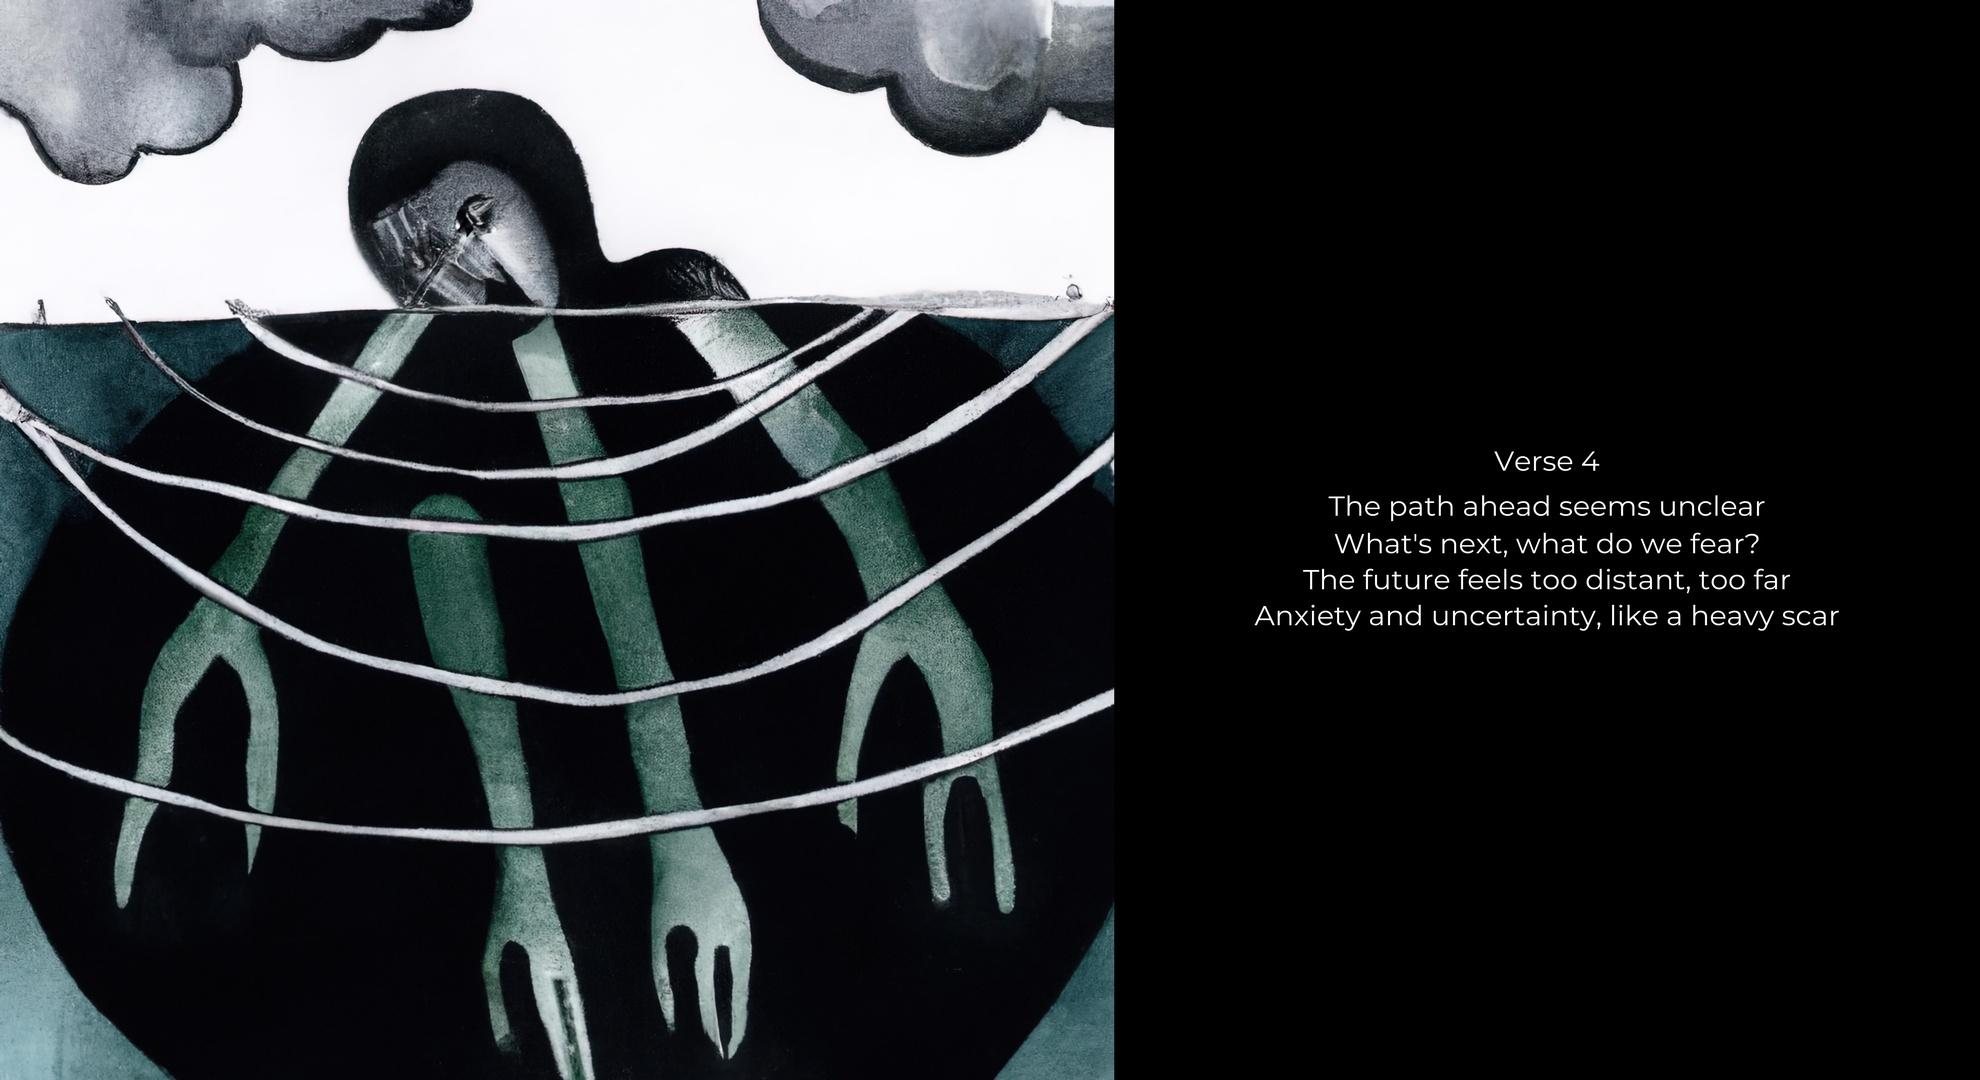 Verse 4
The path ahead seems unclear
What's next, what do we fear?
The future feels too distant, too far
Anxiety and uncertainty, like a heavy scar